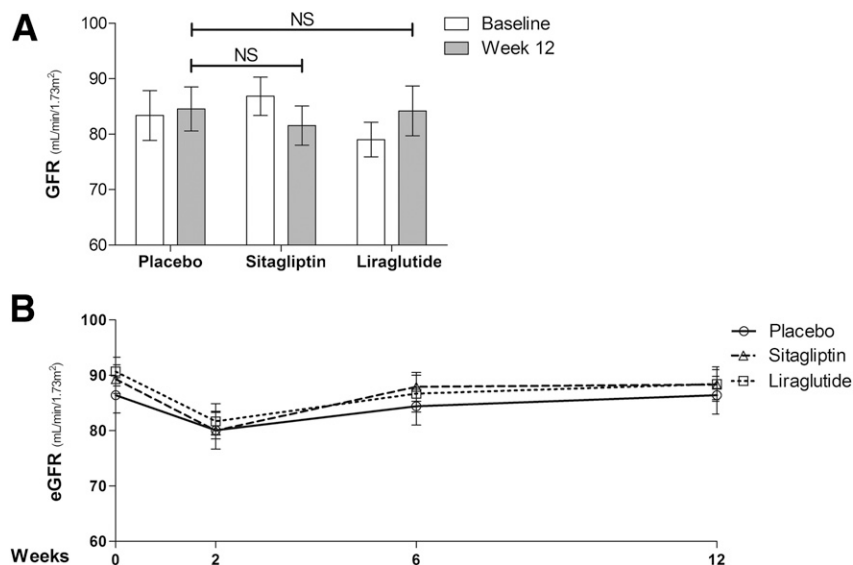 A
100
90
80
70
60
GFR (mL/min/1.73m²)
NS
NS
Baseline
Week 12
Placebo
Sitagliptin
Liraglutide
B
100
90
80
70
60
eGFR (mL/min/1.73m²)
Placebo
Sitagliptin
Liraglutide
Weeks 0 2 6 12